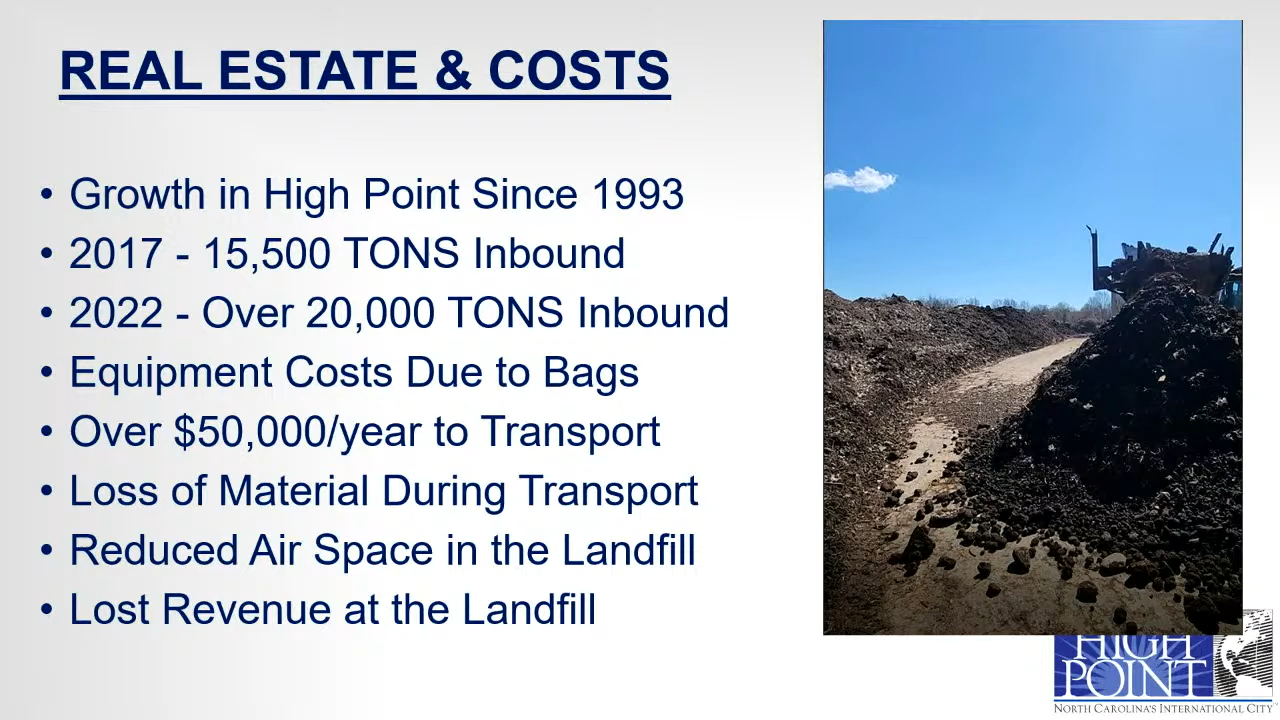 REAL ESTATE & COSTS
• Growth in High Point Since 1993
• 2017 - 15,500 TONS Inbound
• 2022 - Over 20,000 TONS Inbound
• Equipment Costs Due to Bags
• Over $50,000/year to Transport
• Loss of Material During Transport
• Reduced Air Space in the Landfill
• Lost Revenue at the Landfill
HIGH
POINT
NORTH CAROLINA'S INTERNATIONAL CITY